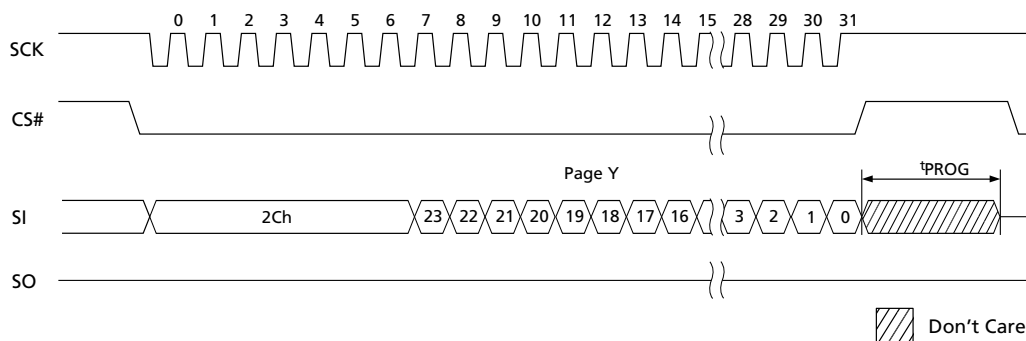 0 1 2 3 4 5 6 7 8 9 10 11 12 13 14 15 28 29 30 31
SCK
CS#
Page Y
tPROG
SI 2Ch 23 22 21 20 19 18 17 16 3 2 1 0
SO
Don't Care